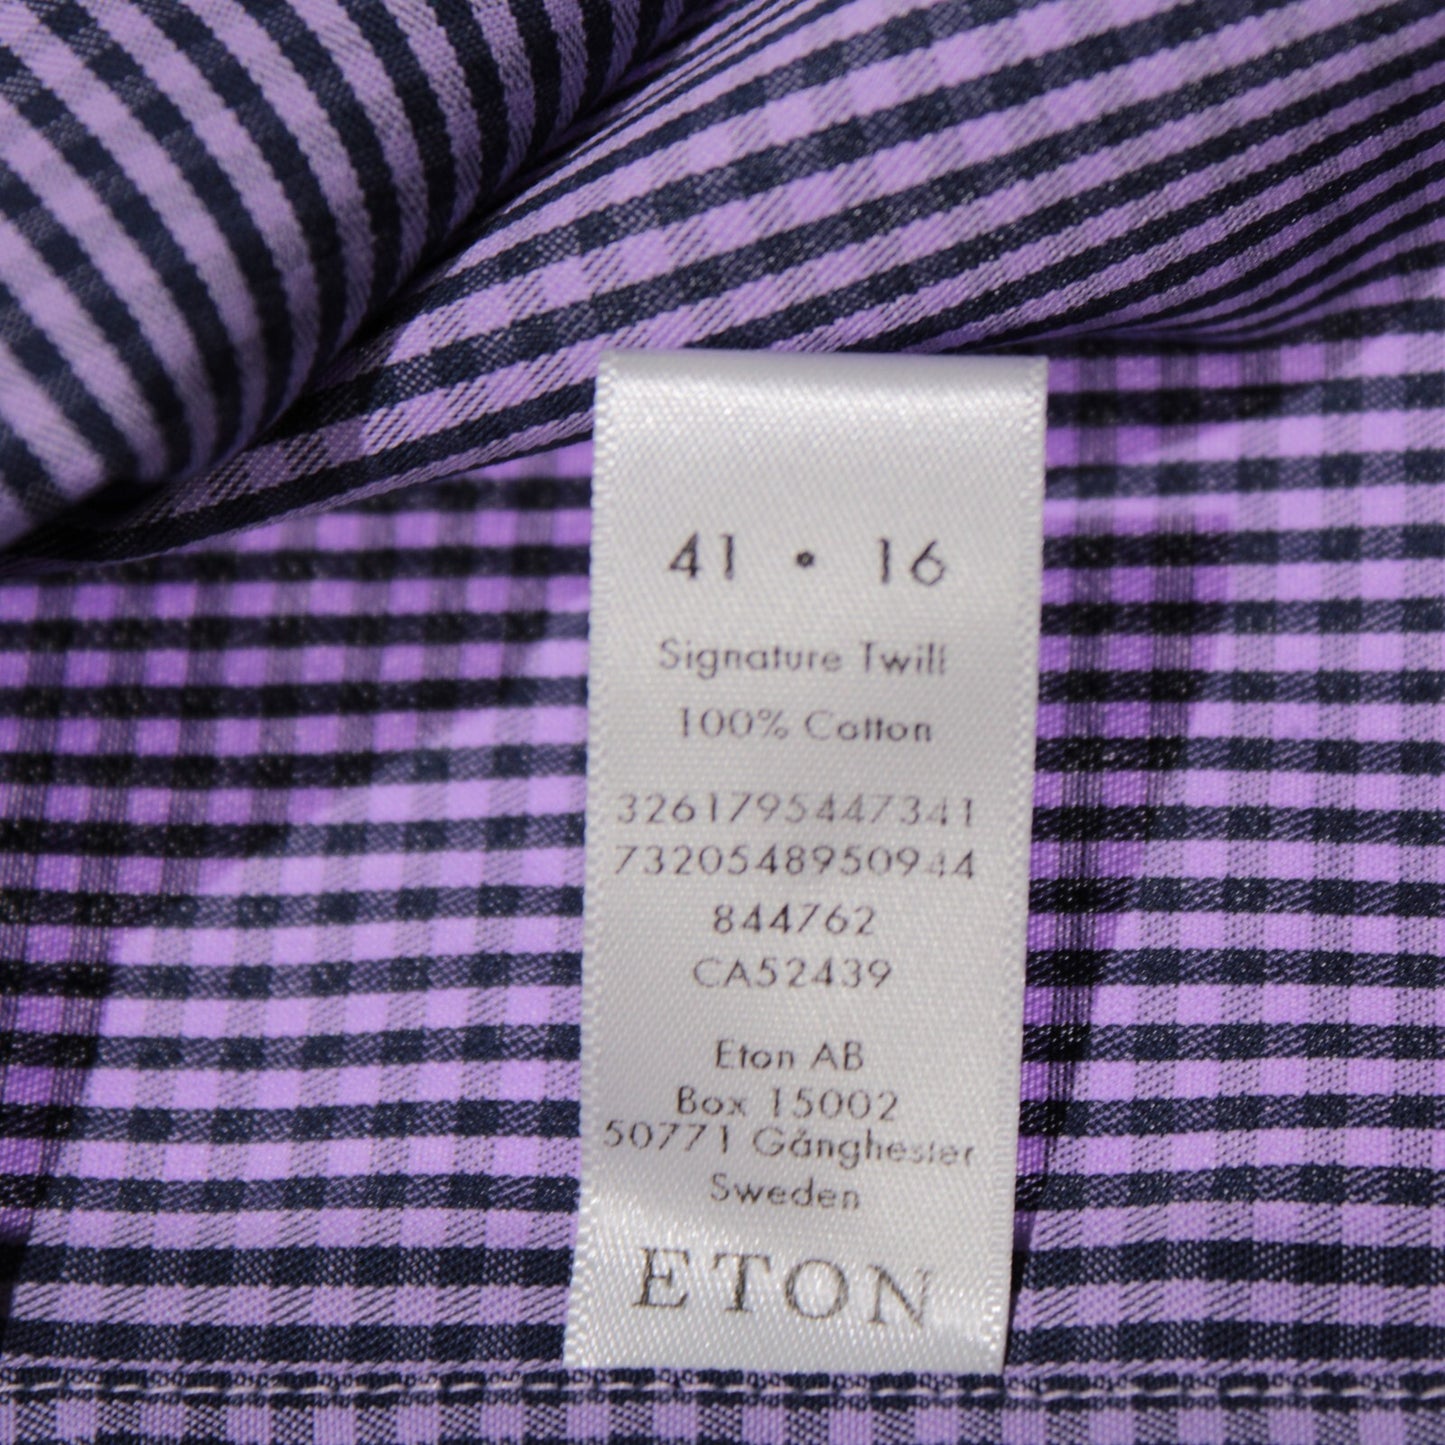 41 • 16
Signature Twill
100% Cotton
3261795447341
7320548950944
844762
CA52439
Eton AB
Box 15002
50771 Gånghester
Sweden
ETON